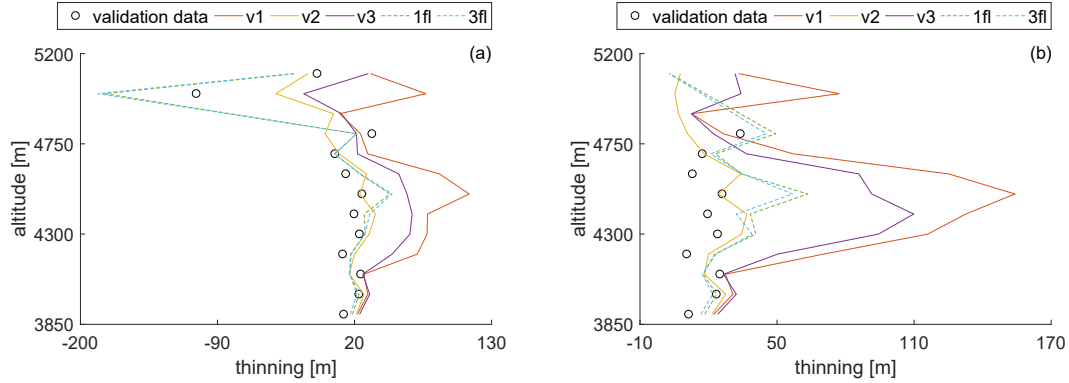 validation data v1 v2 v3 1fl 3fl
(a)
5200
4750
4300
3850
altitude [m]
-200 -90 20 130
thinning [m]
validation data v1 v2 v3 1fl 3fl
(b)
5200
4750
4300
3850
altitude [m]
-10 50 110 170
thinning [m]